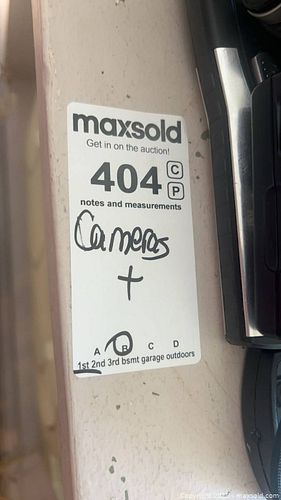 maxsold
Get in on the auction!
404 C
P
notes and measurements
Cameras
+
A B C D
1st 2nd 3rd bsmt garage outdoors